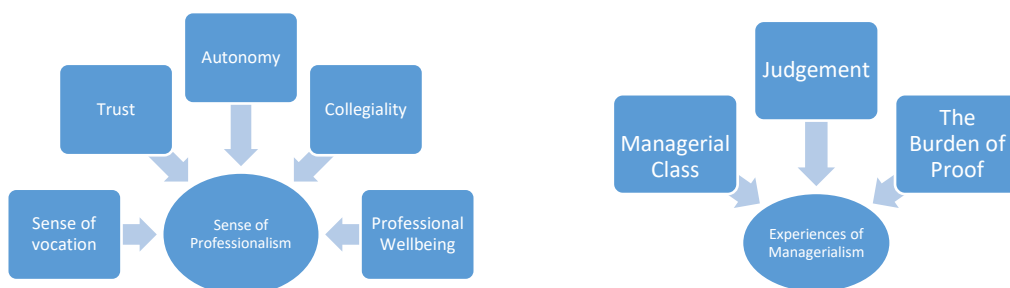 Autonomy
Trust
Collegiality
Sense of
vocation
Sense of
Professionalism
Professional
Wellbeing
Judgement
Managerial
Class
The
Burden of
Proof
Experiences of
Managerialism